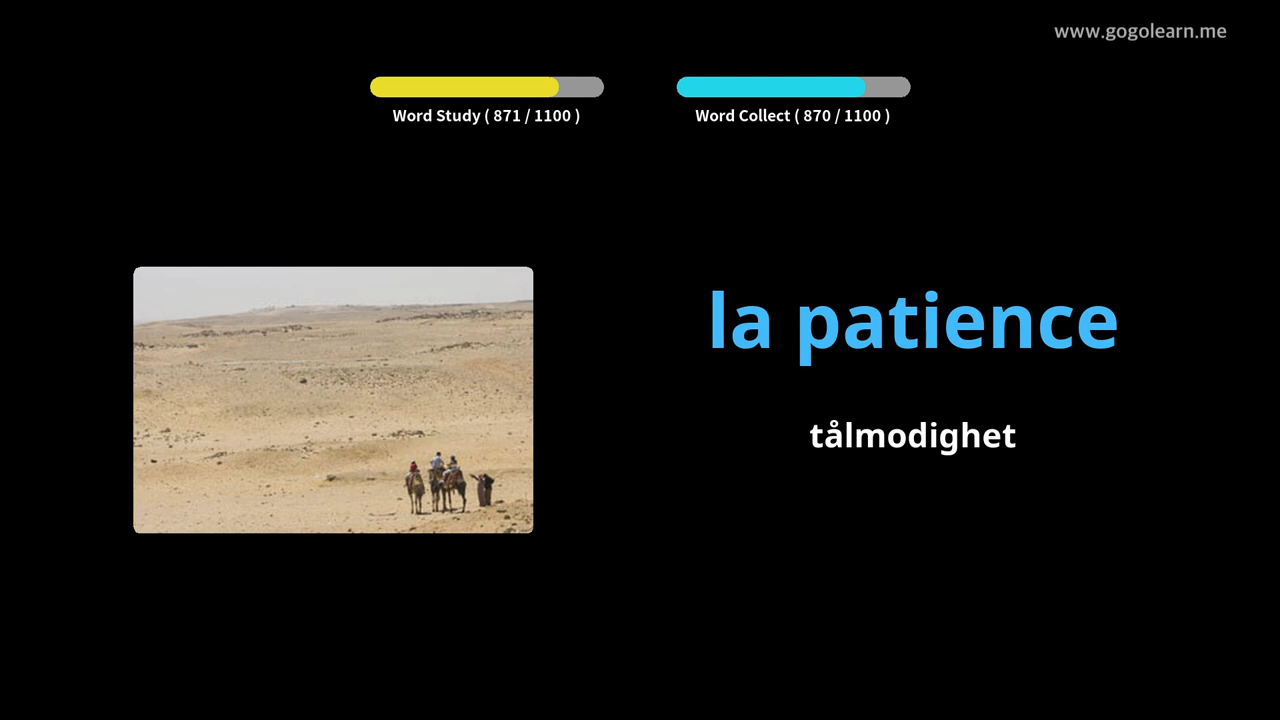 www.gogolearn.me
Word Study ( 871 / 1100 )
Word Collect ( 870 / 1100 )
la patience
tålmodighet